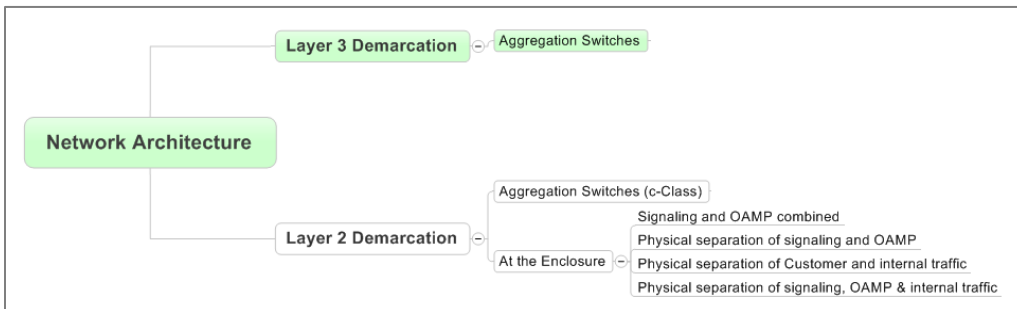 Layer 3 Demarcation
Aggregation Switches
Network Architecture
Aggregation Switches (c-Class)
Layer 2 Demarcation
At the Enclosure
Signaling and OAMP combined
Physical separation of signaling and OAMP
Physical separation of Customer and internal traffic
Physical separation of signaling, OAMP & internal traffic